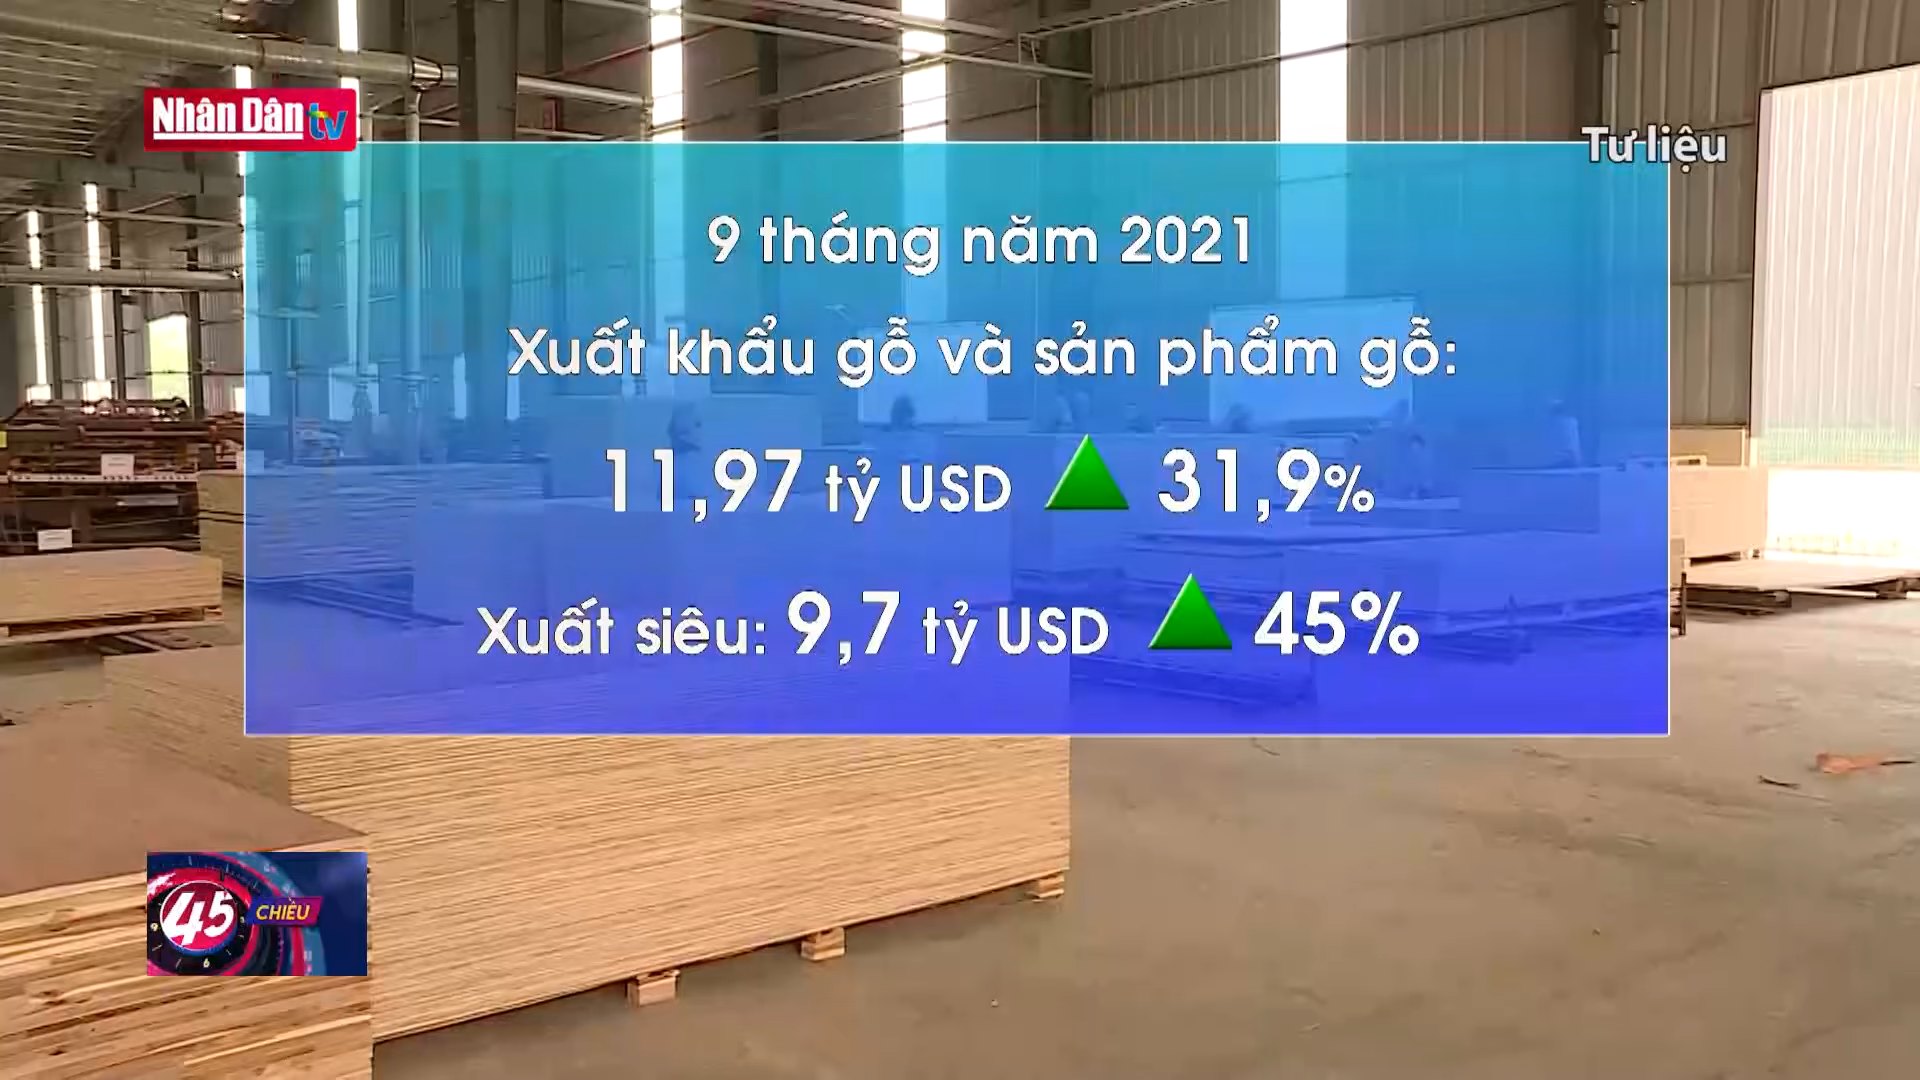 Nhân Dân tv
Tư liệu
9 tháng năm 2021
Xuất khẩu gỗ và sản phẩm gỗ:
11,97 tỷ USD 31,9%
Xuất siêu: 9,7 tỷ USD 45%
45 CHIỀU